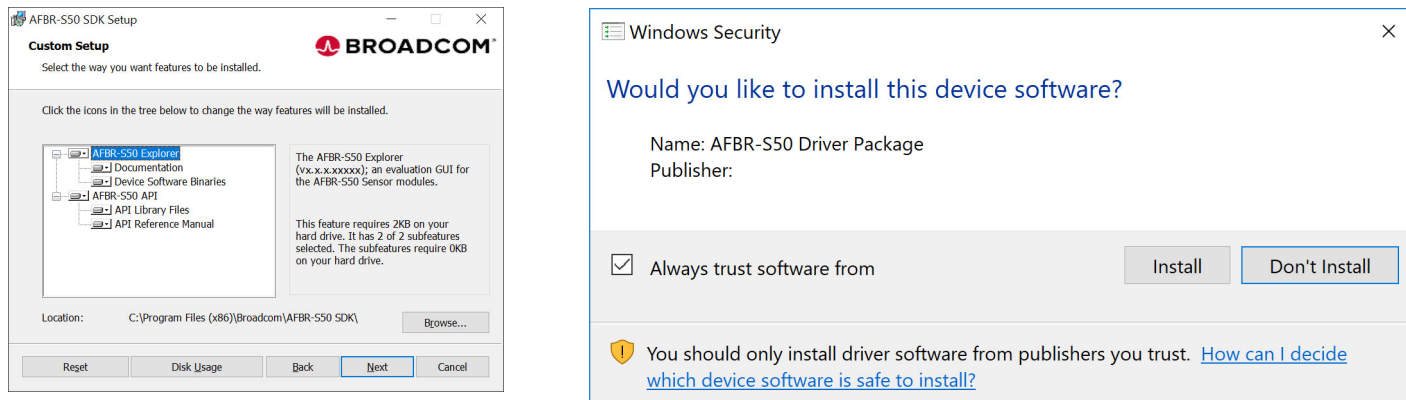 AFBR-S50 SDK Setup
Custom Setup
Select the way you want features to be installed.
BROADCOM®
Click the icons in the tree below to change the way features will be installed.
AFBR-S50 Explorer
Documentation
Device Software Binaries
AFBR-S50 API
API Library Files
API Reference Manual
The AFBR-S50 Explorer
(vx.x.x.xxxxx); an evaluation GUI for
the AFBR-S50 Sensor modules.
This feature requires 2KB on your
hard drive. It has 2 of 2 subfeatures
selected. The subfeatures require 0KB
on your hard drive.
Location: C:\Program Files (x86)\Broadcom\AFBR-S50 SDK\
Browse...
Reset Disk Usage Back Next Cancel
Windows Security
Would you like to install this device software?
Name: AFBR-S50 Driver Package
Publisher:
Always trust software from
Install Don't Install
You should only install driver software from publishers you trust. How can I decide
which device software is safe to install?